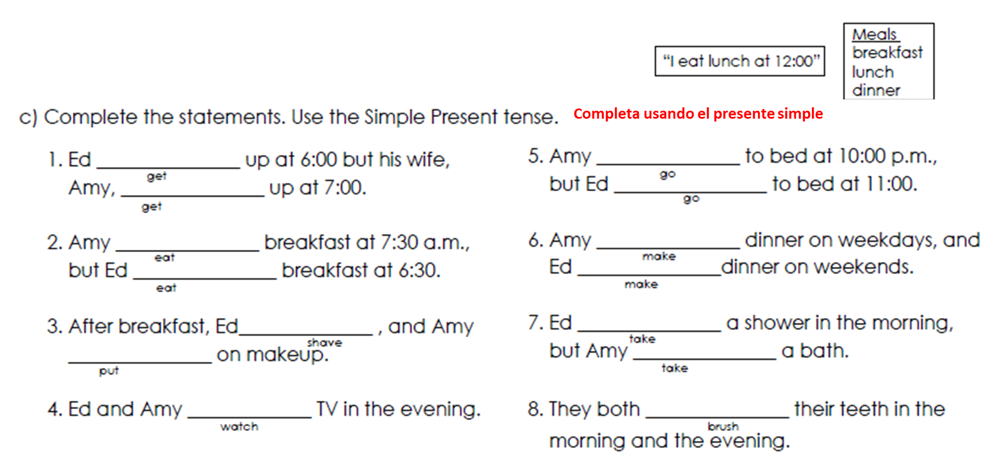 “I eat lunch at 12:00”
Meals
breakfast
lunch
dinner
c) Complete the statements. Use the Simple Present tense. Completa usando el presente simple
1. Ed ______________ up at 6:00 but his wife,
get
Amy, ______________ up at 7:00.
get
2. Amy ______________ breakfast at 7:30 a.m.,
eat
but Ed ______________ breakfast at 6:30.
eat
3. After breakfast, Ed_____________ , and Amy
shave
______________ on makeup.
put
4. Ed and Amy ____________ TV in the evening.
watch
5. Amy ______________ to bed at 10:00 p.m.,
go
but Ed _______________ to bed at 11:00.
go
6. Amy ______________ dinner on weekdays, and
make
Ed ______________dinner on weekends.
make
7. Ed ______________ a shower in the morning,
take
but Amy ______________ a bath.
take
8. They both ______________ their teeth in the
brush
morning and the evening.